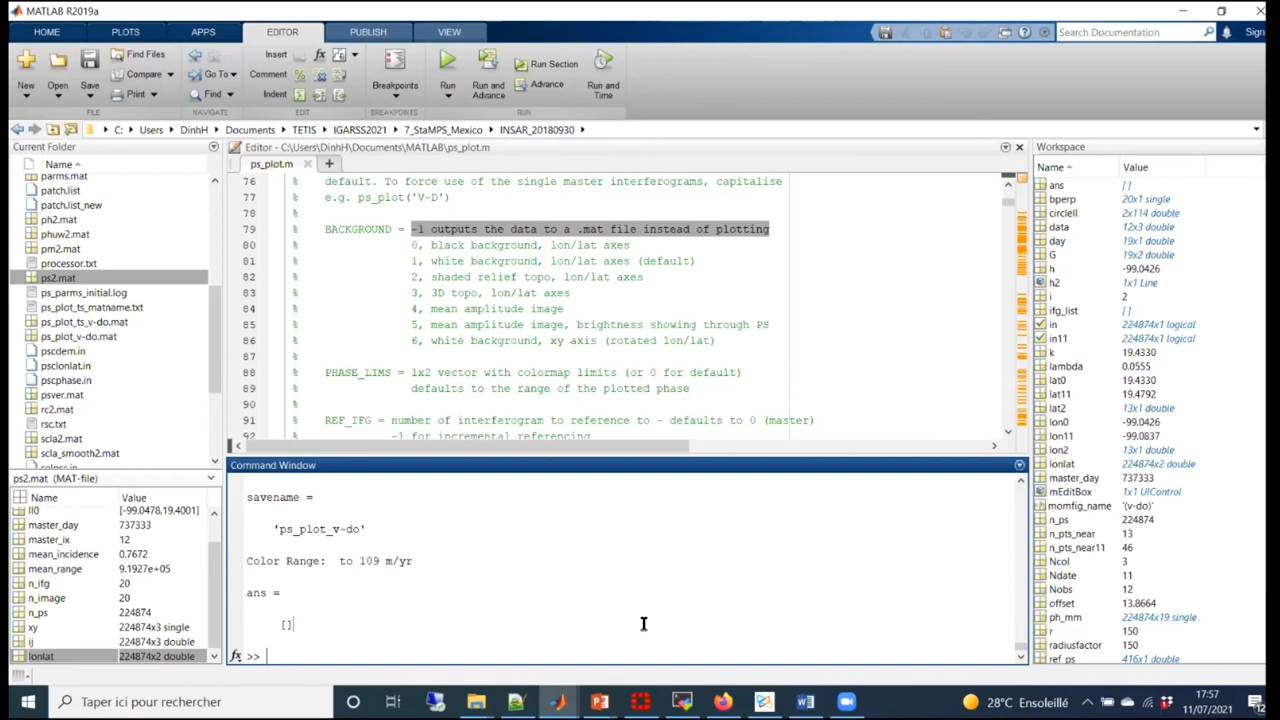 MATLAB R2019a
HOME PLOTS APPS EDITOR PUBLISH VIEW Search Documentation Sign
New Open Save Find Files Compare Print Go To Find Insert Comment Indent Breakpoints Run Run and Advance Run Section Advance Run and Time
FILE NAVIGATE EDIT BREAKPOINTS RUN
C: Users DinhH Documents TETIS IGARSS2021 7_StaMPS_Mexico INSAR_20180930
Current Folder
Name
parms.mat
patch.list
patch.list_new
ph2.mat
phuw2.mat
pm2.mat
processor.txt
ps2.mat
ps_parms_initial.log
ps_plot_ts_matname.txt
ps_plot_ts_v-do.mat
ps_plot_v-do.mat
pscdem.in
psclonlat.in
pscphase.in
psver.mat
rc2.mat
rsc.txt
scla2.mat
scla_smooth2.mat
ps2.mat (MAT-file)
Name Value
ll0 [-99.0478,19.4001]
master_day 737333
master_ix 12
mean_incidence 0.7672
mean_range 9.1927e+05
n_ifg 20
n_image 20
n_ps 224874
xy 224874x3 single
ij 224874x3 double
lonlat 224874x2 double
Editor - C:\Users\DinhH\Documents\MATLAB\ps_plot.m
ps_plot.m
76 % default. To force use of the single master interferograms, capitalise
77 % e.g. ps_plot('V-D')
78 %
79 % BACKGROUND = -1 outputs the data to a .mat file instead of plotting
80 % 0, black background, lon/lat axes
81 % 1, white background, lon/lat axes (default)
82 % 2, shaded relief topo, lon/lat axes
83 % 3, 3D topo, lon/lat axes
84 % 4, mean amplitude image
85 % 5, mean amplitude image, brightness showing through PS
86 % 6, white background, xy axis (rotated lon/lat)
87 %
88 % PHASE_LIMS = 1x2 vector with colormap limits (or 0 for default)
89 % defaults to the range of the plotted phase
90 %
91 % REF_IFG = number of interferogram to reference to - defaults to 0 (master)
92 % -1 for incremental referencing
Command Window
savename =
'ps_plot_v-do'
Color Range: to 109 m/yr
ans =
[]
fx >>
Workspace
Name Value
ans []
bperp 20x1 single
circlell 2x114 double
data 12x3 double
day 19x1 double
G 19x2 double
h -99.0426
h2 1x1 Line
i 2
ifg_list []
in 224874x1 logical
in11 224874x1 logical
k 19.4330
lambda 0.0555
lat0 19.4330
lat11 19.4792
lat2 13x1 double
lon0 -99.0426
lon11 -99.0837
lon2 13x1 double
lonlat 224874x2 double
master_day 737333
mEditBox 1x1 UIControl
momfig_name '(v-do)'
n_ps 224874
n_pts_near 13
n_pts_near11 46
Ncol 3
Ndate 11
Nobs 12
offset 13.8664
ph_mm 224874x19 single
r 150
radiusfactor 150
ref_ps 416x1 double
Taper ici pour rechercher
28°C Ensoleillé
17:57
11/07/2021